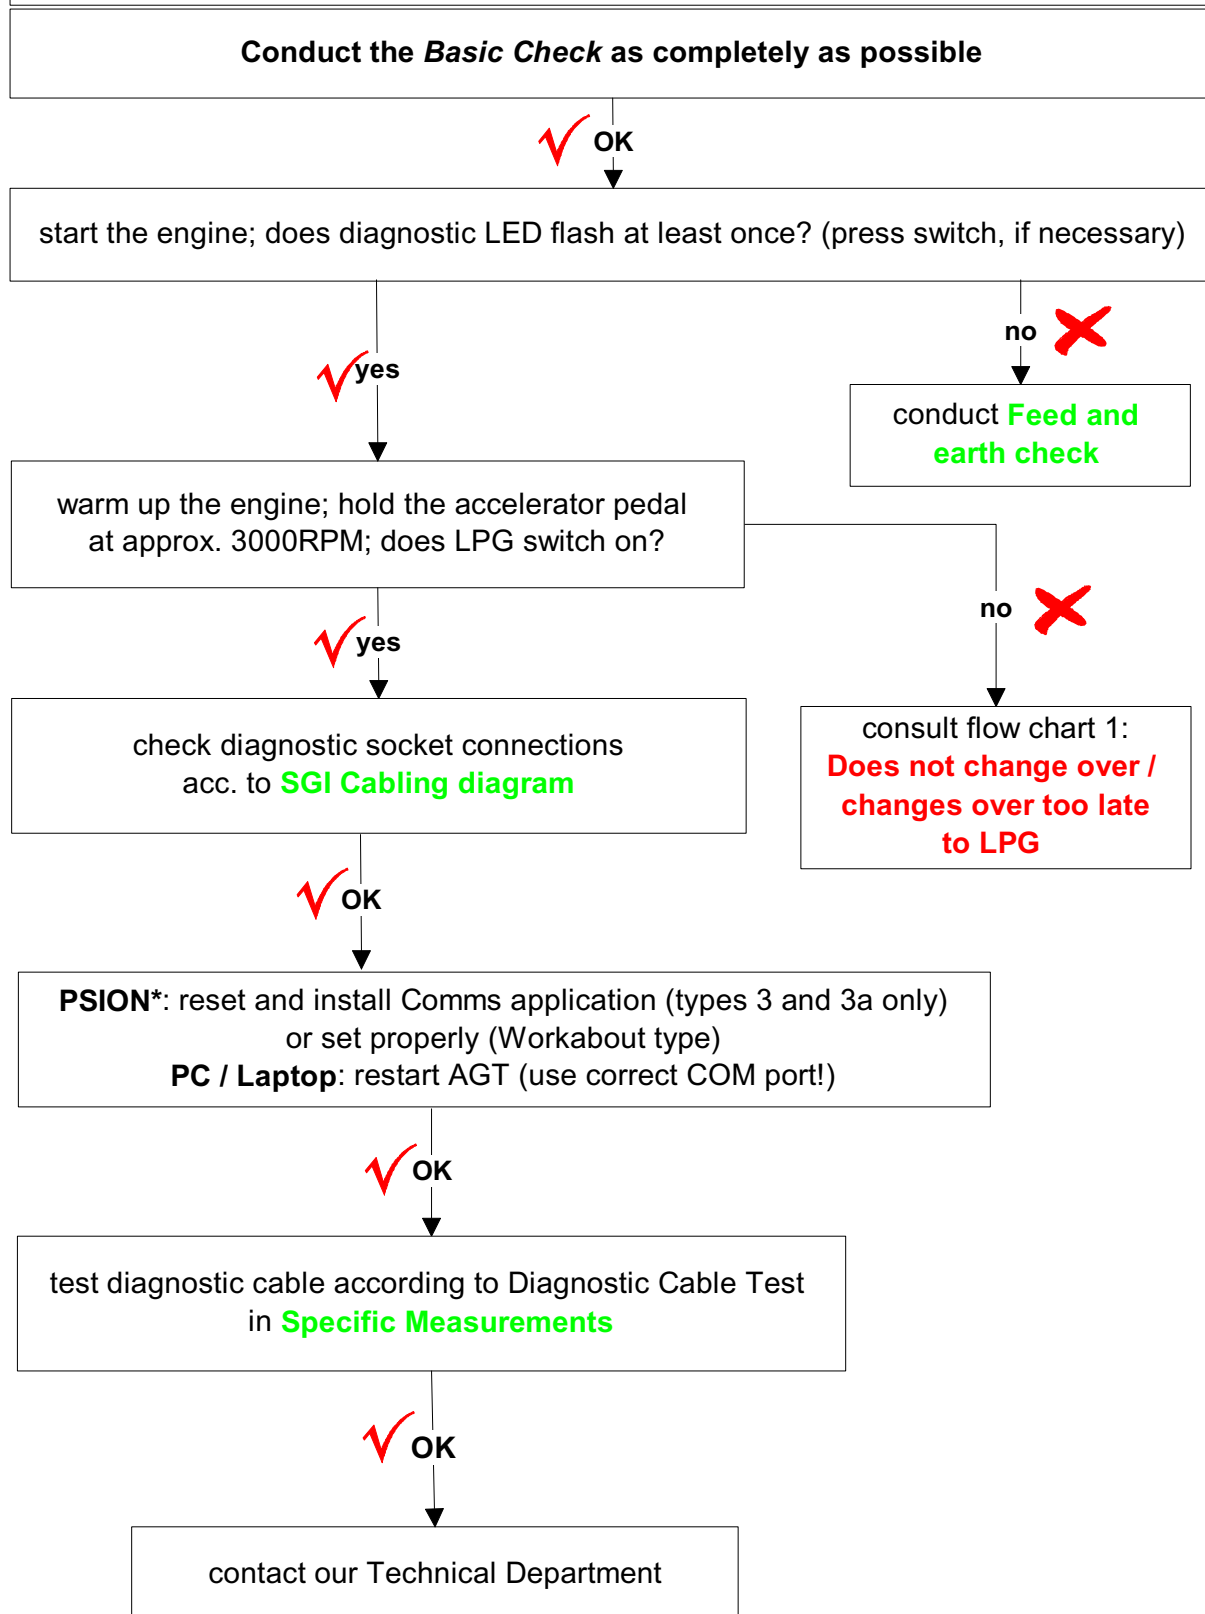 Conduct the Basic Check as completely as possible
OK
start the engine; does diagnostic LED flash at least once? (press switch, if necessary)
no
yes
conduct Feed and
earth check
warm up the engine; hold the accelerator pedal
at approx. 3000RPM; does LPG switch on?
no
yes
consult flow chart 1:
Does not change over /
changes over too late
to LPG
check diagnostic socket connections
acc. to SGI Cabling diagram
OK
PSION*: reset and install Comms application (types 3 and 3a only)
or set properly (Workabout type)
PC / Laptop: restart AGT (use correct COM port!)
OK
test diagnostic cable according to Diagnostic Cable Test
in Specific Measurements
OK
contact our Technical Department